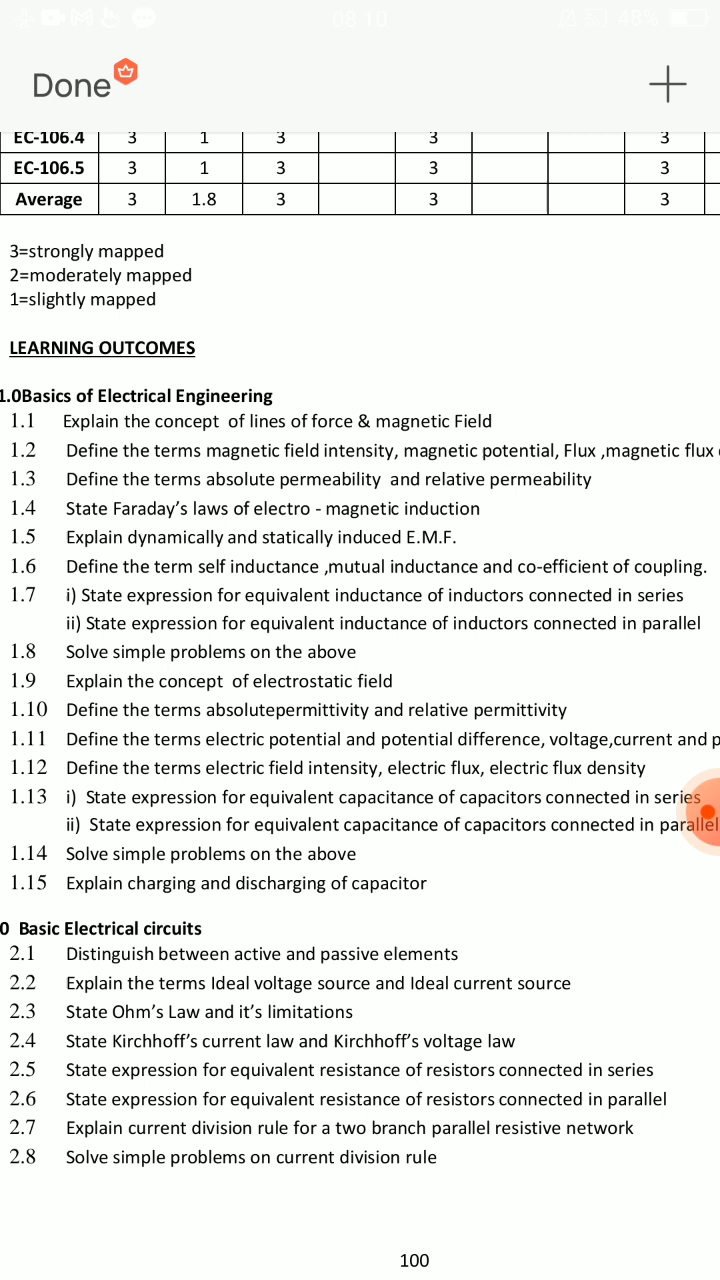 08:10
48%
Done
EC-106.4 3 1 3 3 3
EC-106.5 3 1 3 3 3
Average 3 1.8 3 3 3
3=strongly mapped
2=moderately mapped
1=slightly mapped
LEARNING OUTCOMES
1.0Basics of Electrical Engineering
1.1 Explain the concept of lines of force & magnetic Field
1.2 Define the terms magnetic field intensity, magnetic potential, Flux ,magnetic flux
1.3 Define the terms absolute permeability and relative permeability
1.4 State Faraday’s laws of electro - magnetic induction
1.5 Explain dynamically and statically induced E.M.F.
1.6 Define the term self inductance ,mutual inductance and co-efficient of coupling.
1.7 i) State expression for equivalent inductance of inductors connected in series
ii) State expression for equivalent inductance of inductors connected in parallel
1.8 Solve simple problems on the above
1.9 Explain the concept of electrostatic field
1.10 Define the terms absolutepermittivity and relative permittivity
1.11 Define the terms electric potential and potential difference, voltage,current and p
1.12 Define the terms electric field intensity, electric flux, electric flux density
1.13 i) State expression for equivalent capacitance of capacitors connected in series
ii) State expression for equivalent capacitance of capacitors connected in parallel
1.14 Solve simple problems on the above
1.15 Explain charging and discharging of capacitor
0 Basic Electrical circuits
2.1 Distinguish between active and passive elements
2.2 Explain the terms Ideal voltage source and Ideal current source
2.3 State Ohm’s Law and it’s limitations
2.4 State Kirchhoff’s current law and Kirchhoff’s voltage law
2.5 State expression for equivalent resistance of resistors connected in series
2.6 State expression for equivalent resistance of resistors connected in parallel
2.7 Explain current division rule for a two branch parallel resistive network
2.8 Solve simple problems on current division rule
100